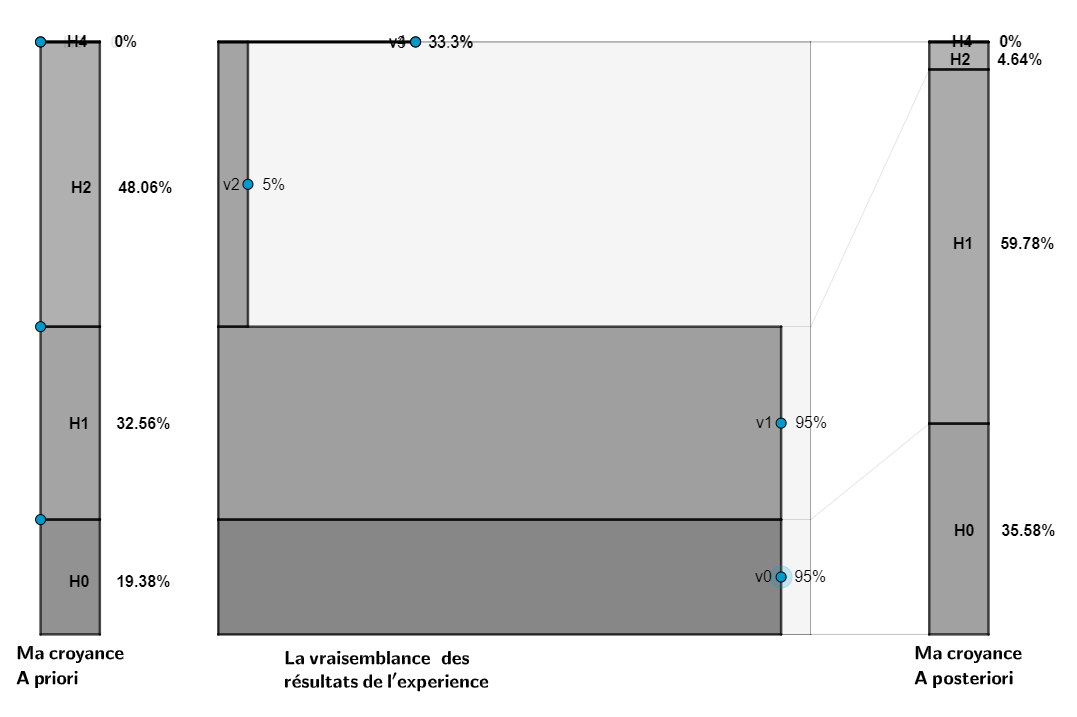 H4 0%
v3 33.3%
H4 0%
H2 4.64%
H2 48.06%
v2 5%
H1 59.78%
H1 32.56%
v1 95%
H0 35.58%
v0 95%
H0 19.38%
Ma croyance
A priori
La vraisemblance des
résultats de l'experience
Ma croyance
A posteriori